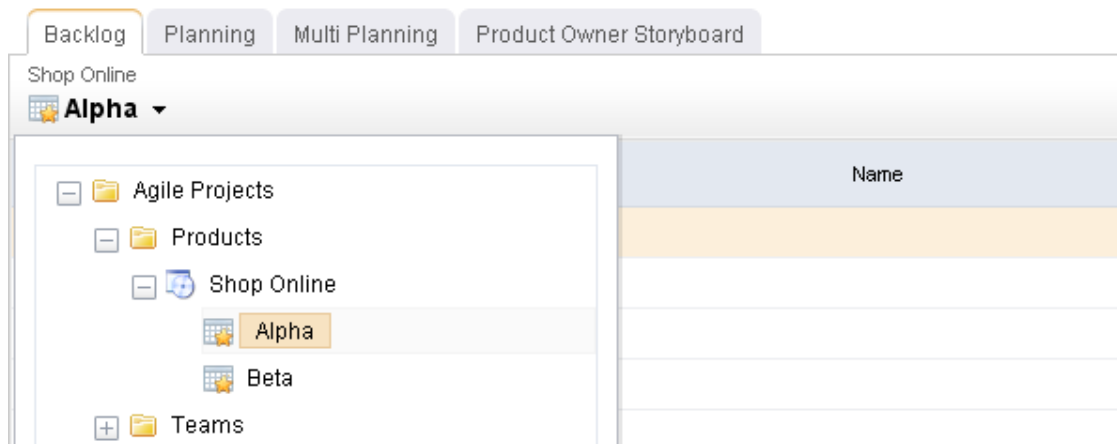 Backlog Planning Multi Planning Product Owner Storyboard
Shop Online
Alpha
Name
Agile Projects
Products
Shop Online
Alpha
Beta
Teams